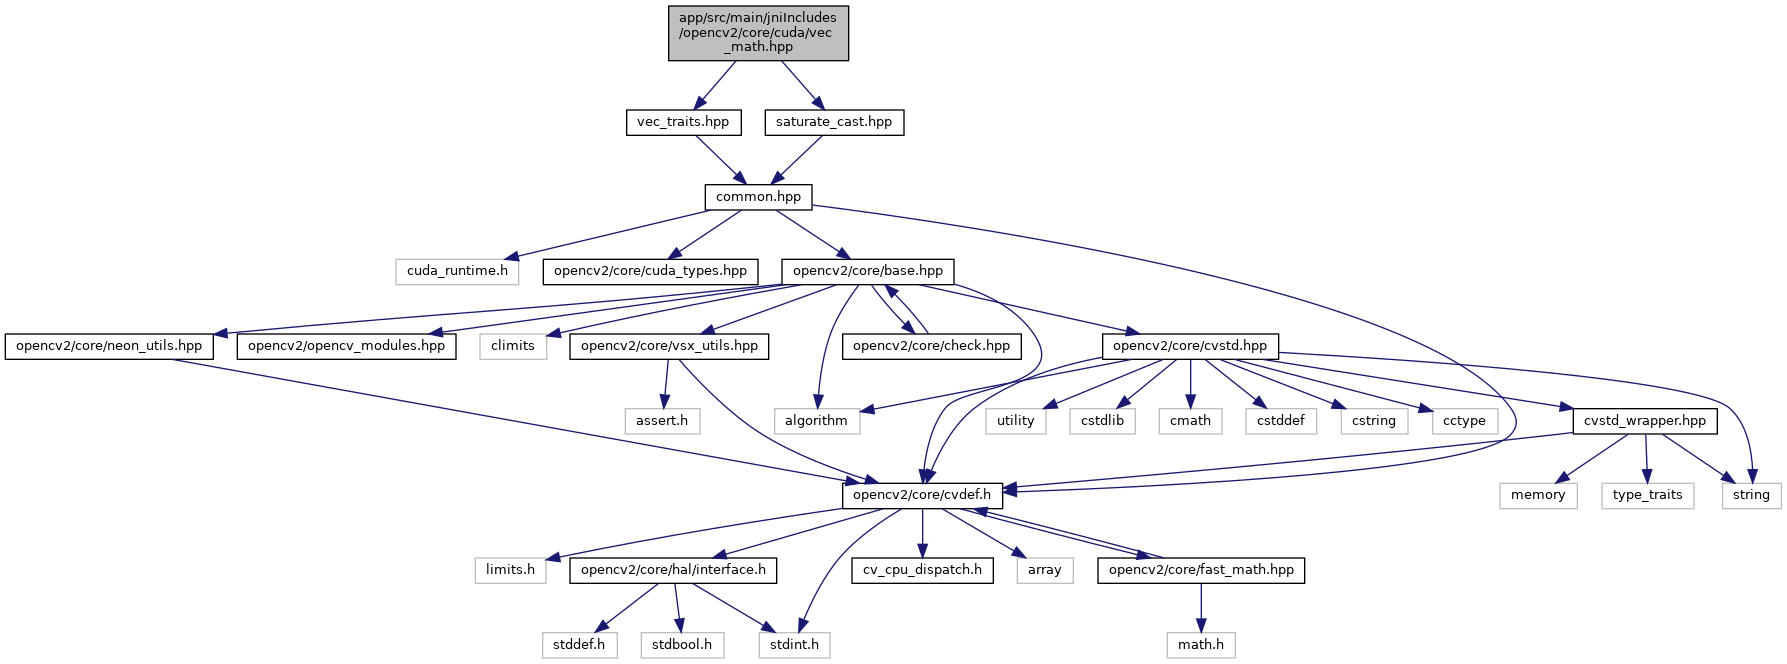 app/src/main/jniIncludes
/opencv2/core/cuda/vec
_math.hpp
vec_traits.hpp
saturate_cast.hpp
common.hpp
cuda_runtime.h
opencv2/core/cuda_types.hpp
opencv2/core/base.hpp
opencv2/core/neon_utils.hpp
opencv2/opencv_modules.hpp
climits
opencv2/core/vsx_utils.hpp
opencv2/core/check.hpp
opencv2/core/cvstd.hpp
assert.h
algorithm
utility
cstdlib
cmath
cstddef
cstring
cctype
cvstd_wrapper.hpp
opencv2/core/cvdef.h
memory
type_traits
string
limits.h
opencv2/core/hal/interface.h
cv_cpu_dispatch.h
array
opencv2/core/fast_math.hpp
stddef.h
stdbool.h
stdint.h
math.h